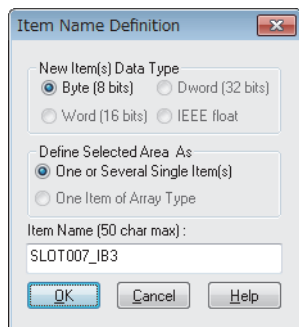 Item Name Definition
New Item(s) Data Type
Byte (8 bits) Dword (32 bits)
Word (16 bits) IEEE float
Define Selected Area As
One or Several Single Item(s)
One Item of Array Type
Item Name (50 char max) :
SLOT007_IB3
OK Cancel Help